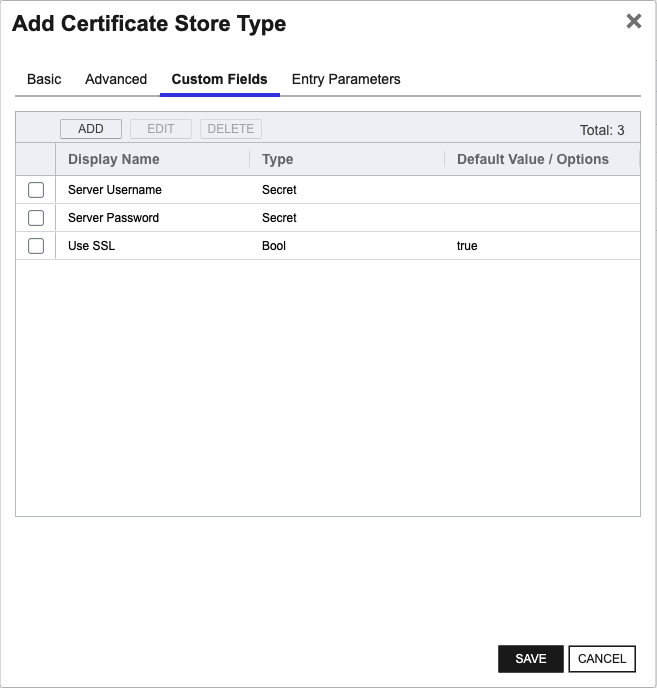 Add Certificate Store Type
Basic Advanced Custom Fields Entry Parameters
ADD EDIT DELETE Total: 3
Display Name Type Default Value / Options
Server Username Secret
Server Password Secret
Use SSL Bool true
SAVE CANCEL